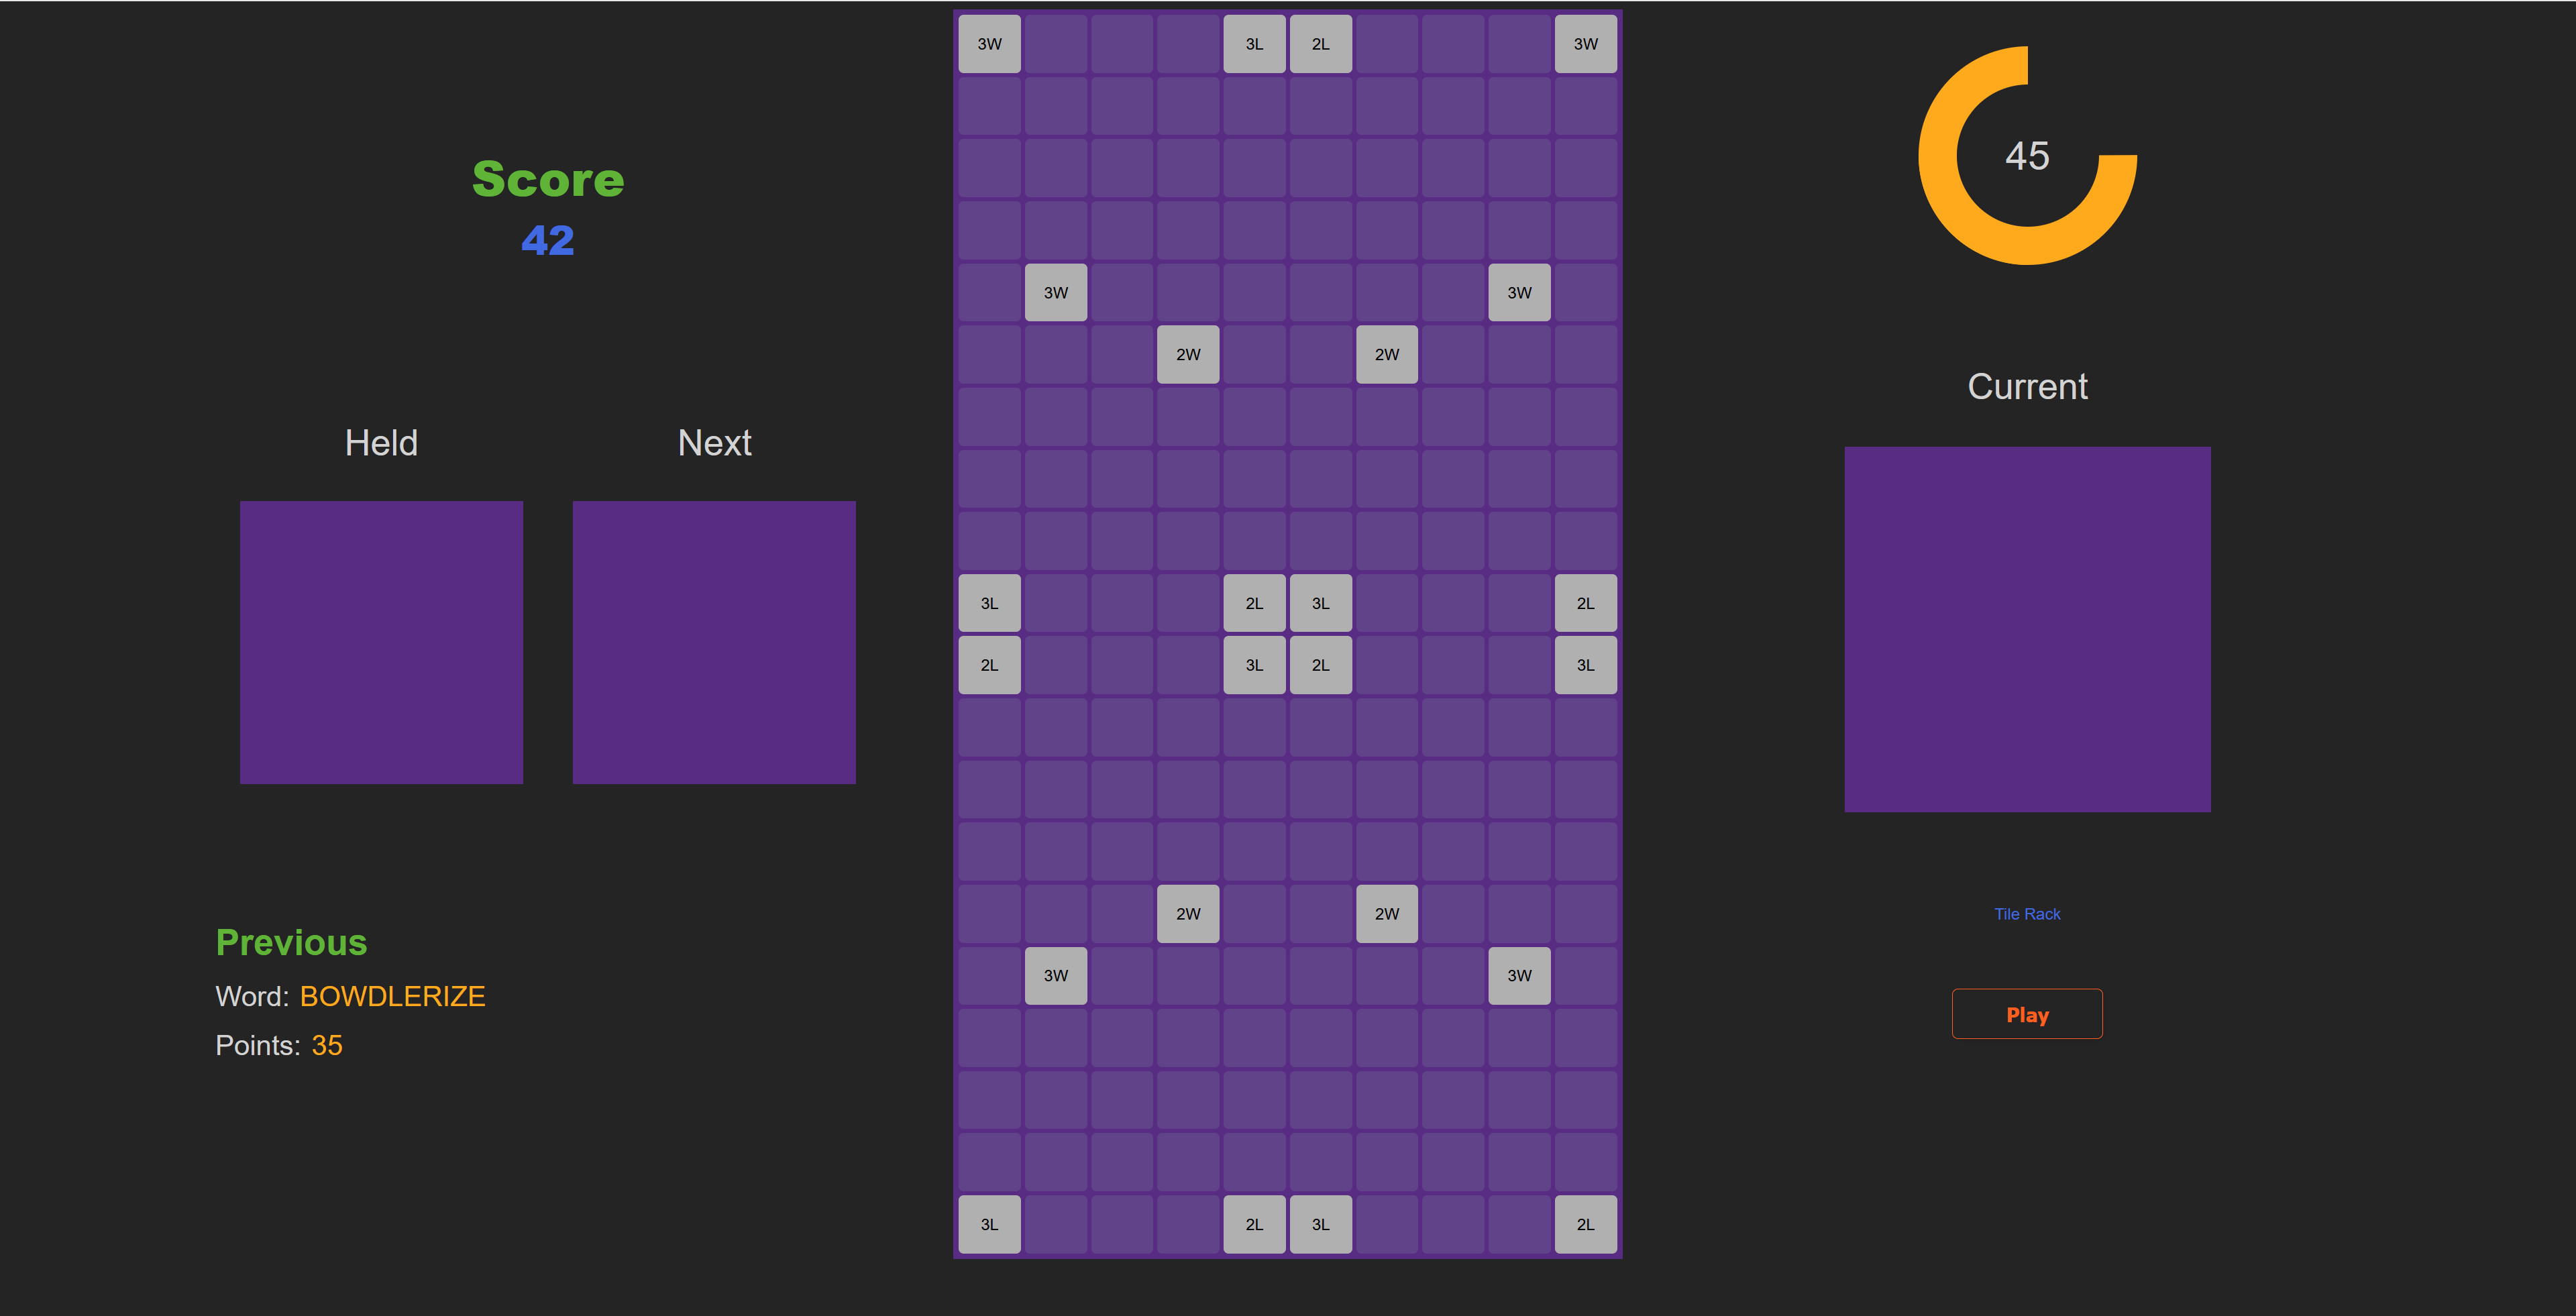 Score
42
Held
Next
Previous
Word: BOWDLERIZE
Points: 35
3W 3L 2L 3W
3W 3W
2W 2W
3L 2L 3L 2L
2L 3L 2L 3L
2W 2W
3W 3W
3L 2L 3L 2L
45
Current
Tile Rack
Play